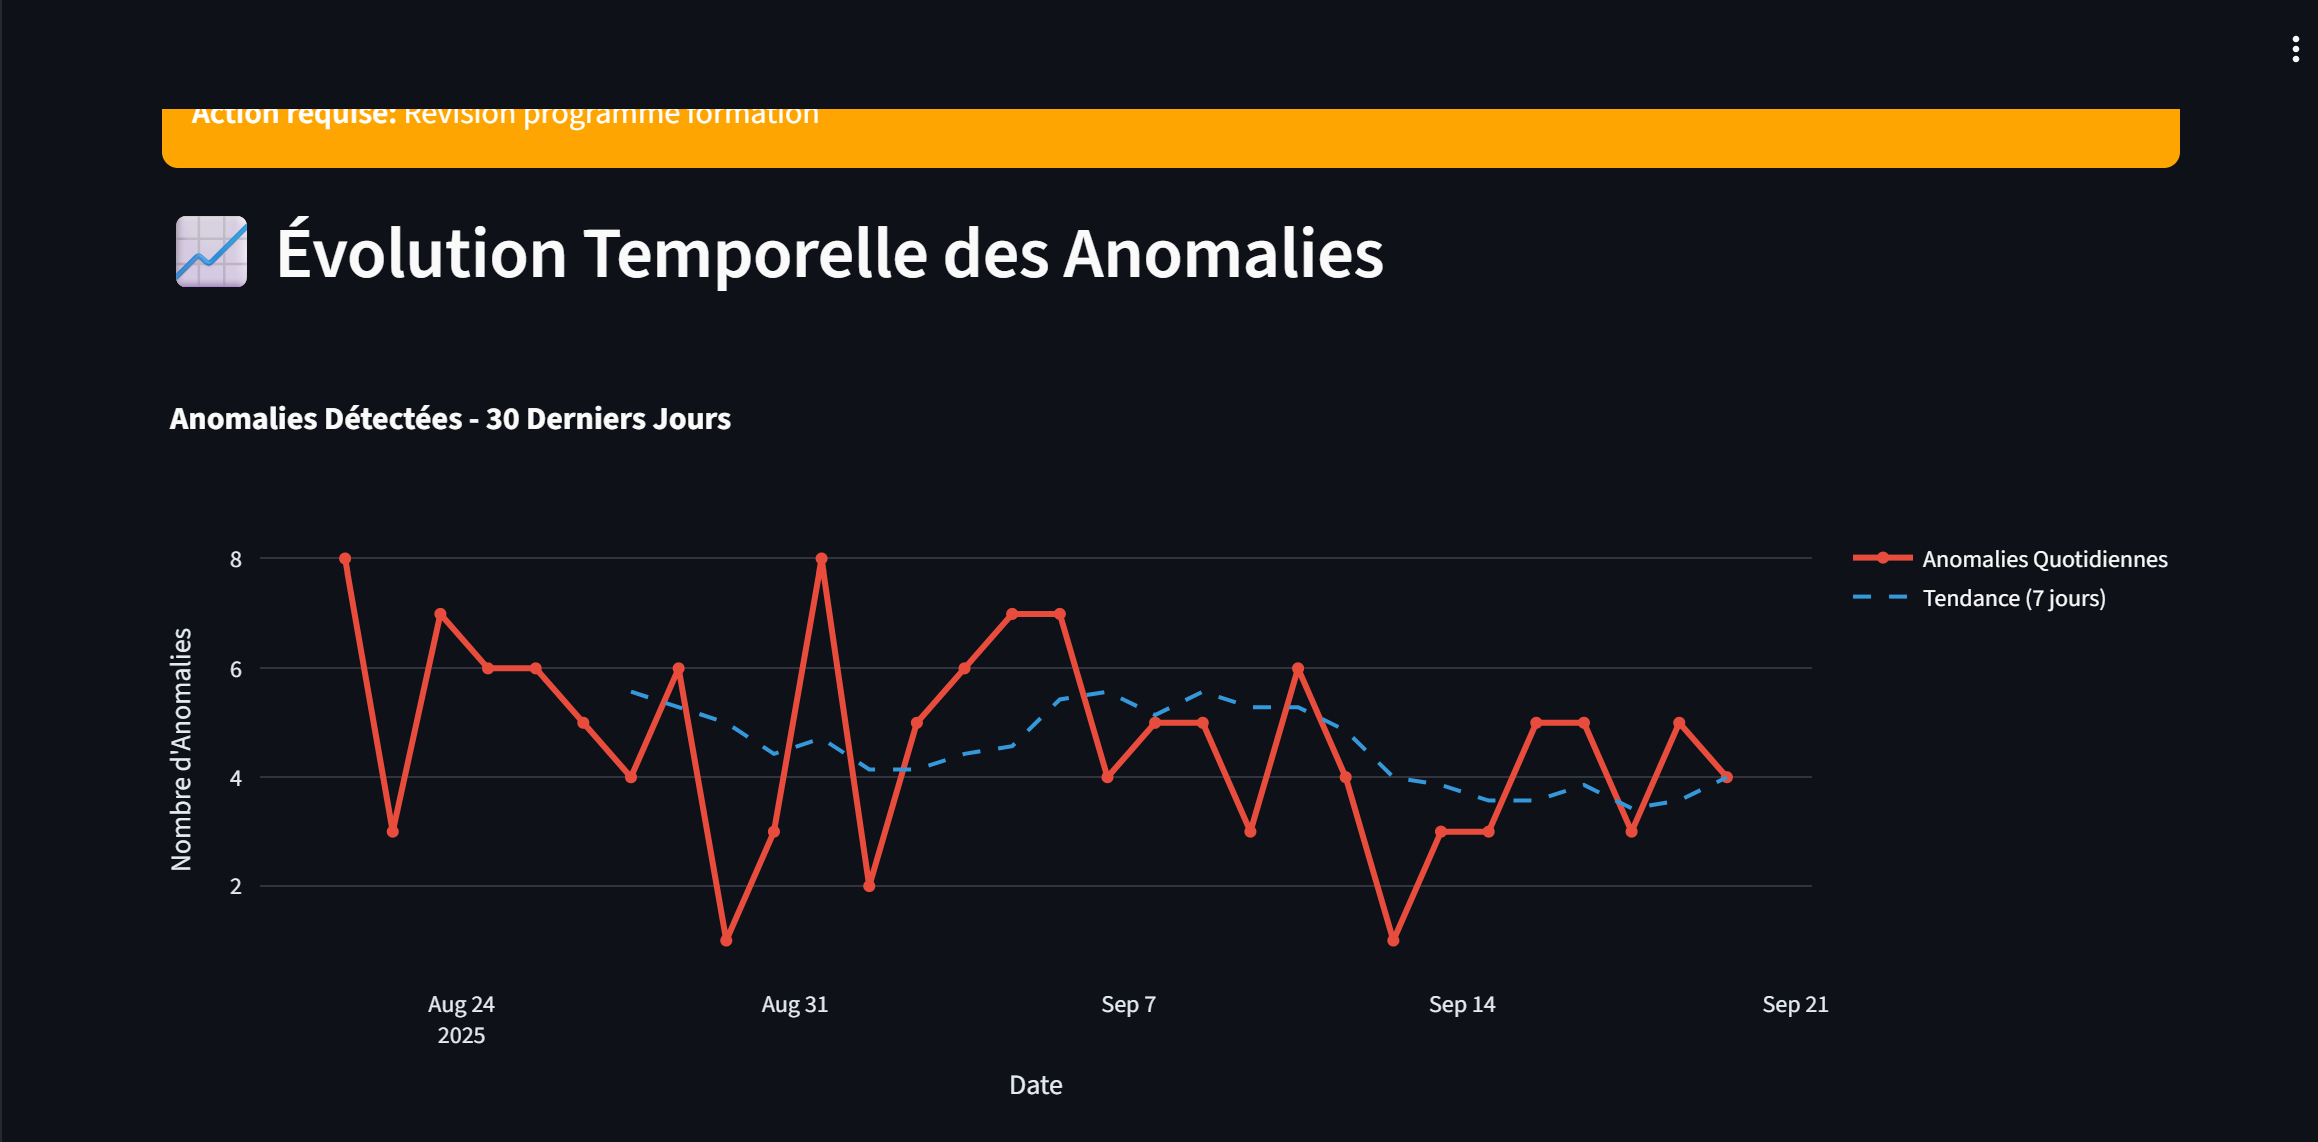 Action requise: Révision programme formation
Évolution Temporelle des Anomalies
Anomalies Détectées - 30 Derniers Jours
Anomalies Quotidiennes
Tendance (7 jours)
Nombre d'Anomalies
8
6
4
2
Aug 24
2025
Aug 31
Sep 7
Sep 14
Sep 21
Date